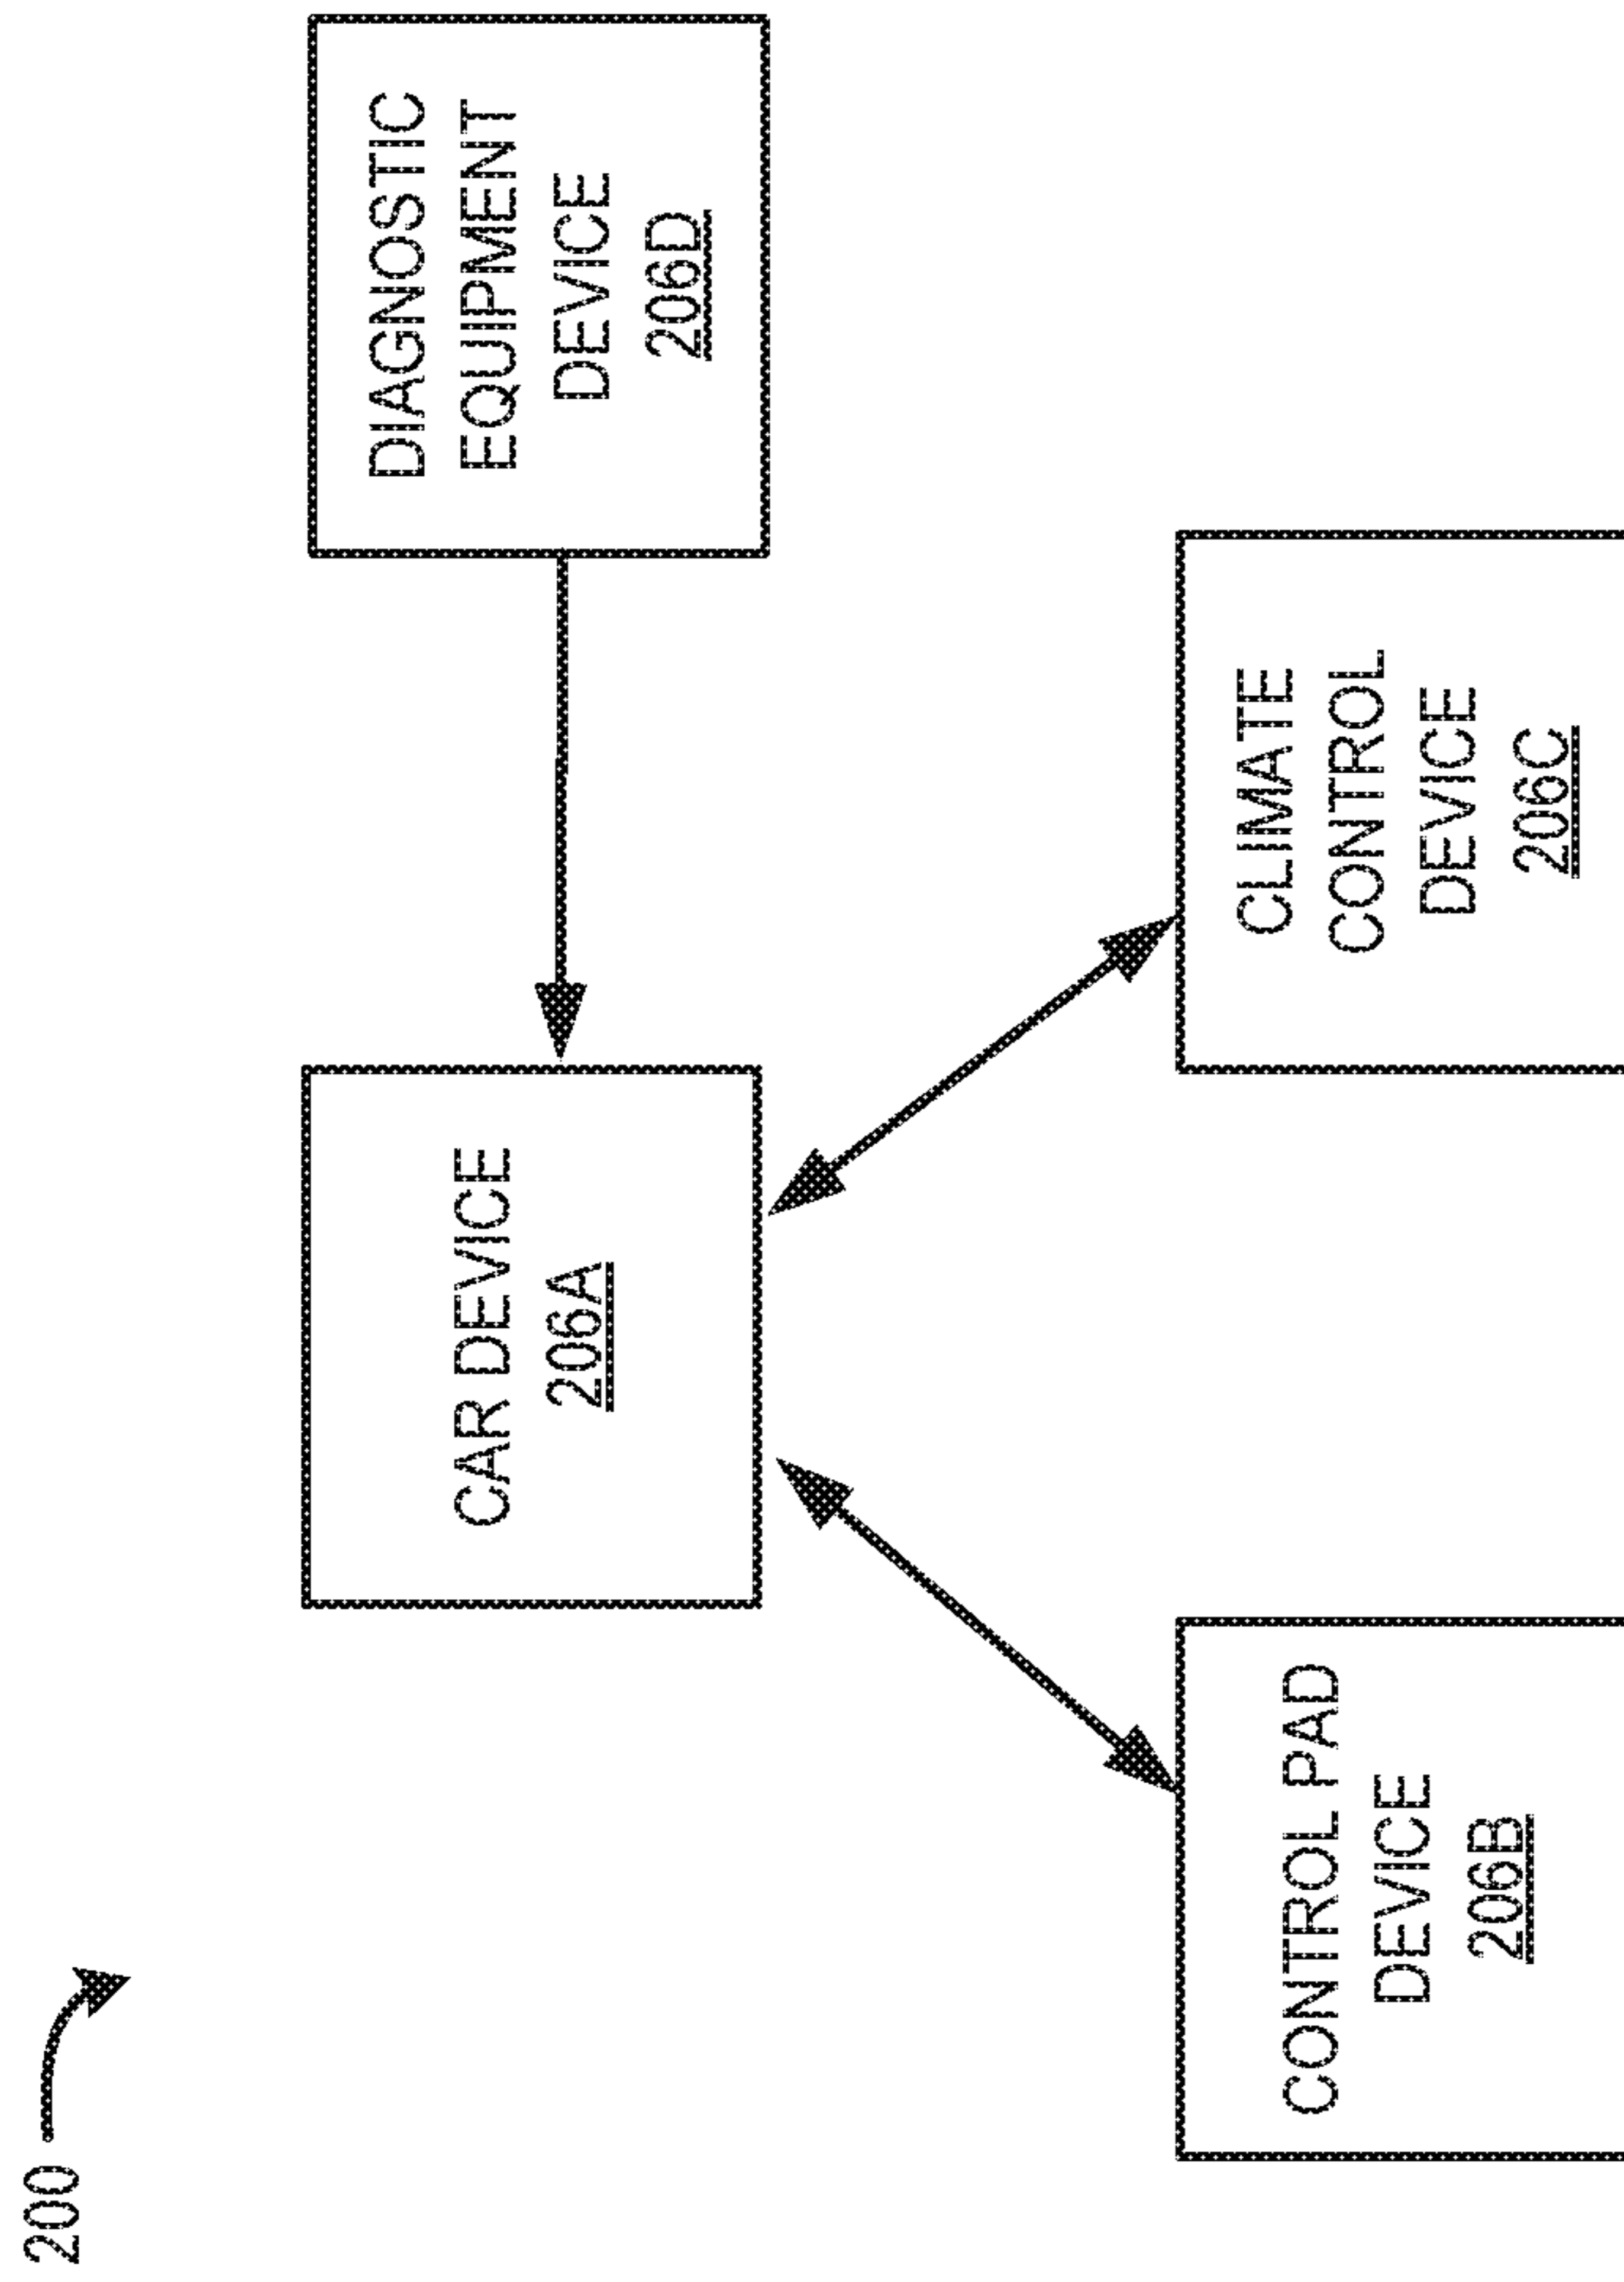 200
CAR DEVICE
206A
DIAGNOSTIC
EQUIPMENT
DEVICE
206D
CONTROL PAD
DEVICE
206B
CLIMATE
CONTROL
DEVICE
206C